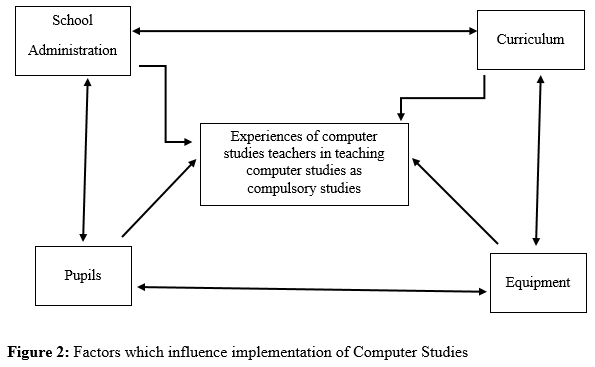 School
Administration
Curriculum
Experiences of computer
studies teachers in teaching
computer studies as
compulsory studies
Pupils
Equipment
Figure 2: Factors which influence implementation of Computer Studies